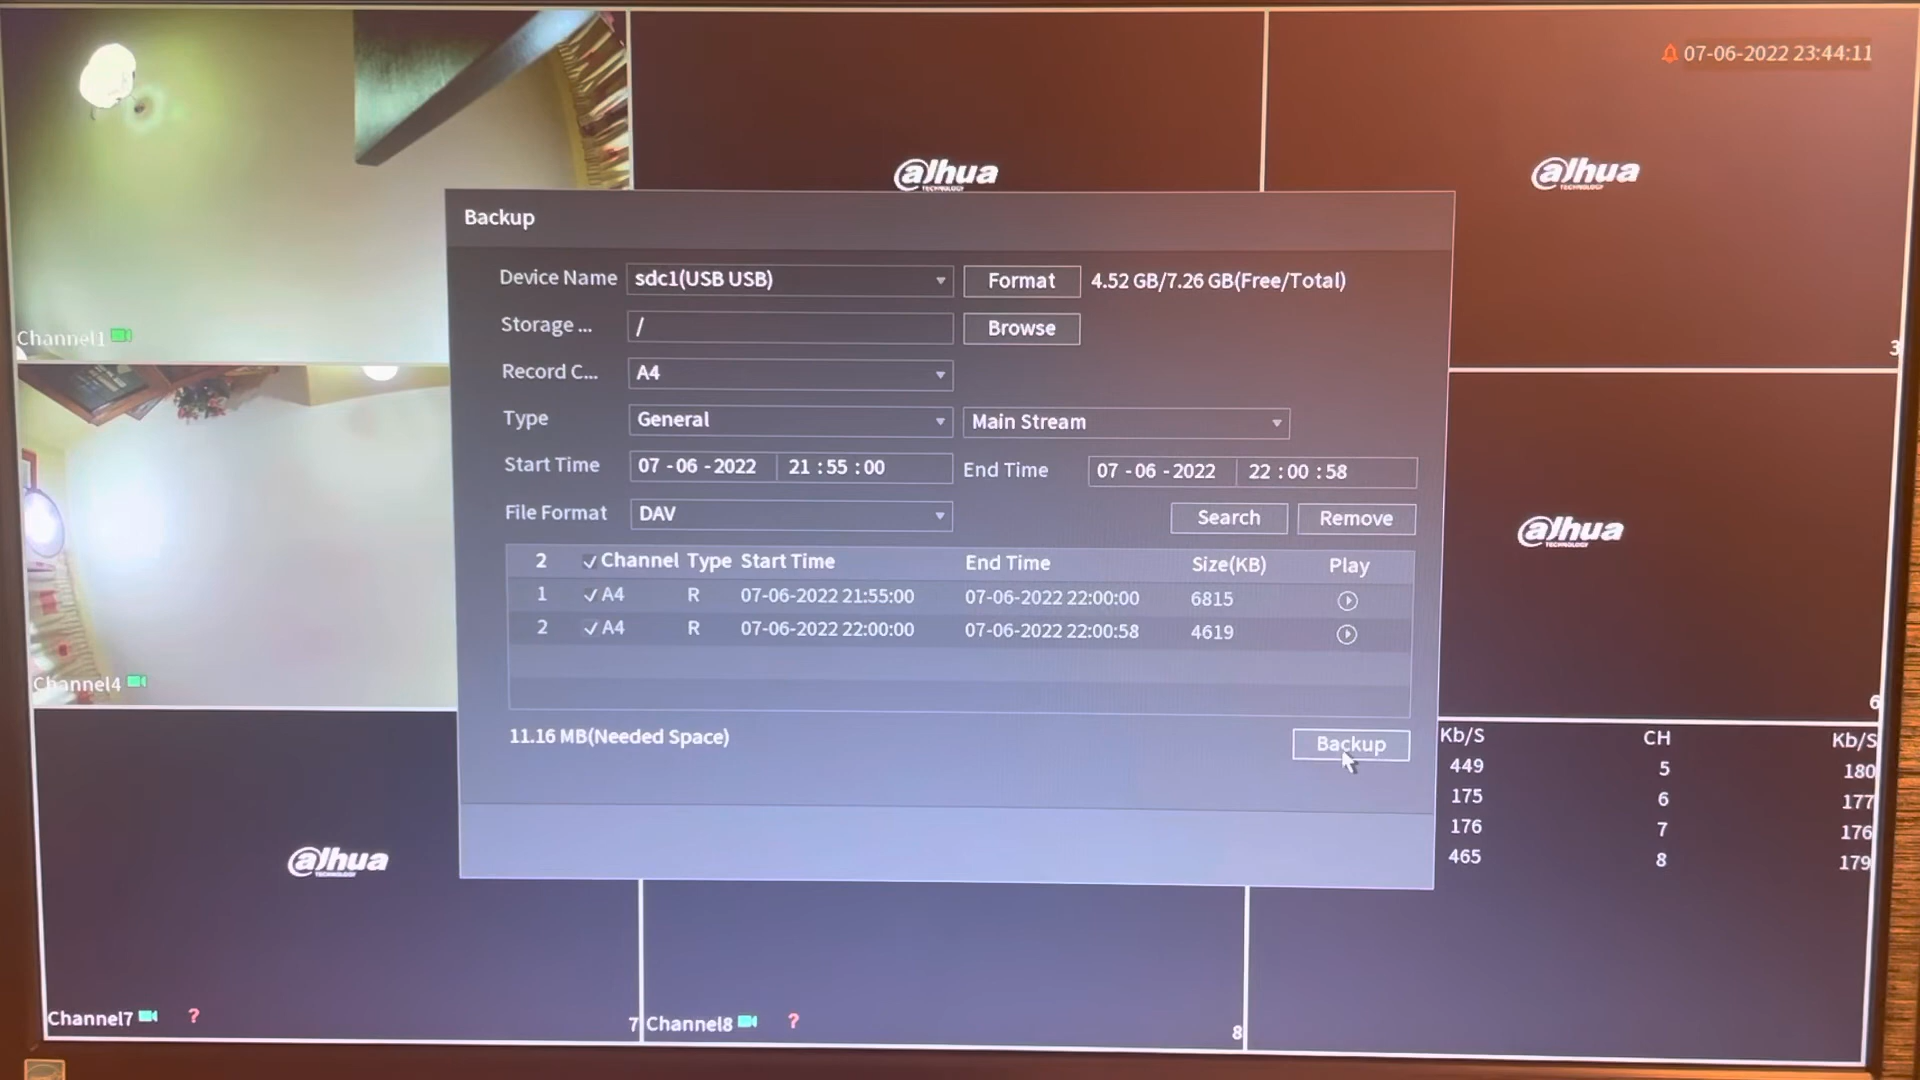 07-06-2022 23:44:11
alhua
TECHNOLOGY
alhua
TECHNOLOGY
Channel1
3
Backup
Device Name sdc1(USB USB) Format 4.52 GB/7.26 GB(Free/Total)
Storage ... / Browse
Record C... A4
Type General Main Stream
Start Time 07 -06 -2022 21 :55 :00 End Time 07 -06 -2022 22 :00 :58
File Format DAV Search Remove
2 Channel Type Start Time End Time Size(KB) Play
1 A4 R 07-06-2022 21:55:00 07-06-2022 22:00:00 6815
2 A4 R 07-06-2022 22:00:00 07-06-2022 22:00:58 4619
11.16 MB(Needed Space)
Backup
alhua
TECHNOLOGY
Channel4
6
Kb/S CH Kb/S
449 5 180
175 6 177
176 7 176
465 8 179
alhua
TECHNOLOGY
Channel7 ? 7
Channel8 ? 8